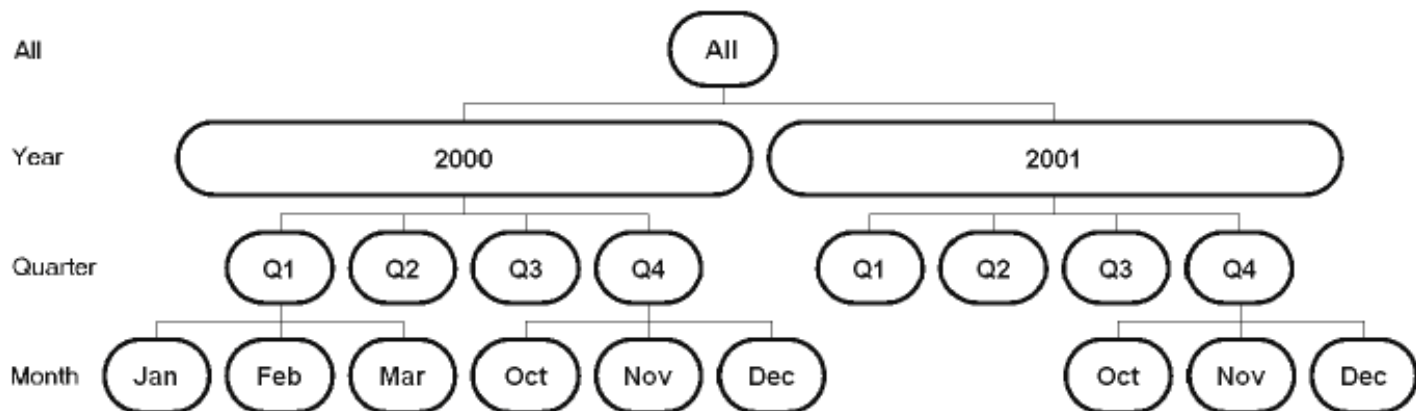 All All
Year 2000 2001
Quarter Q1 Q2 Q3 Q4 Q1 Q2 Q3 Q4
Month Jan Feb Mar Oct Nov Dec Oct Nov Dec